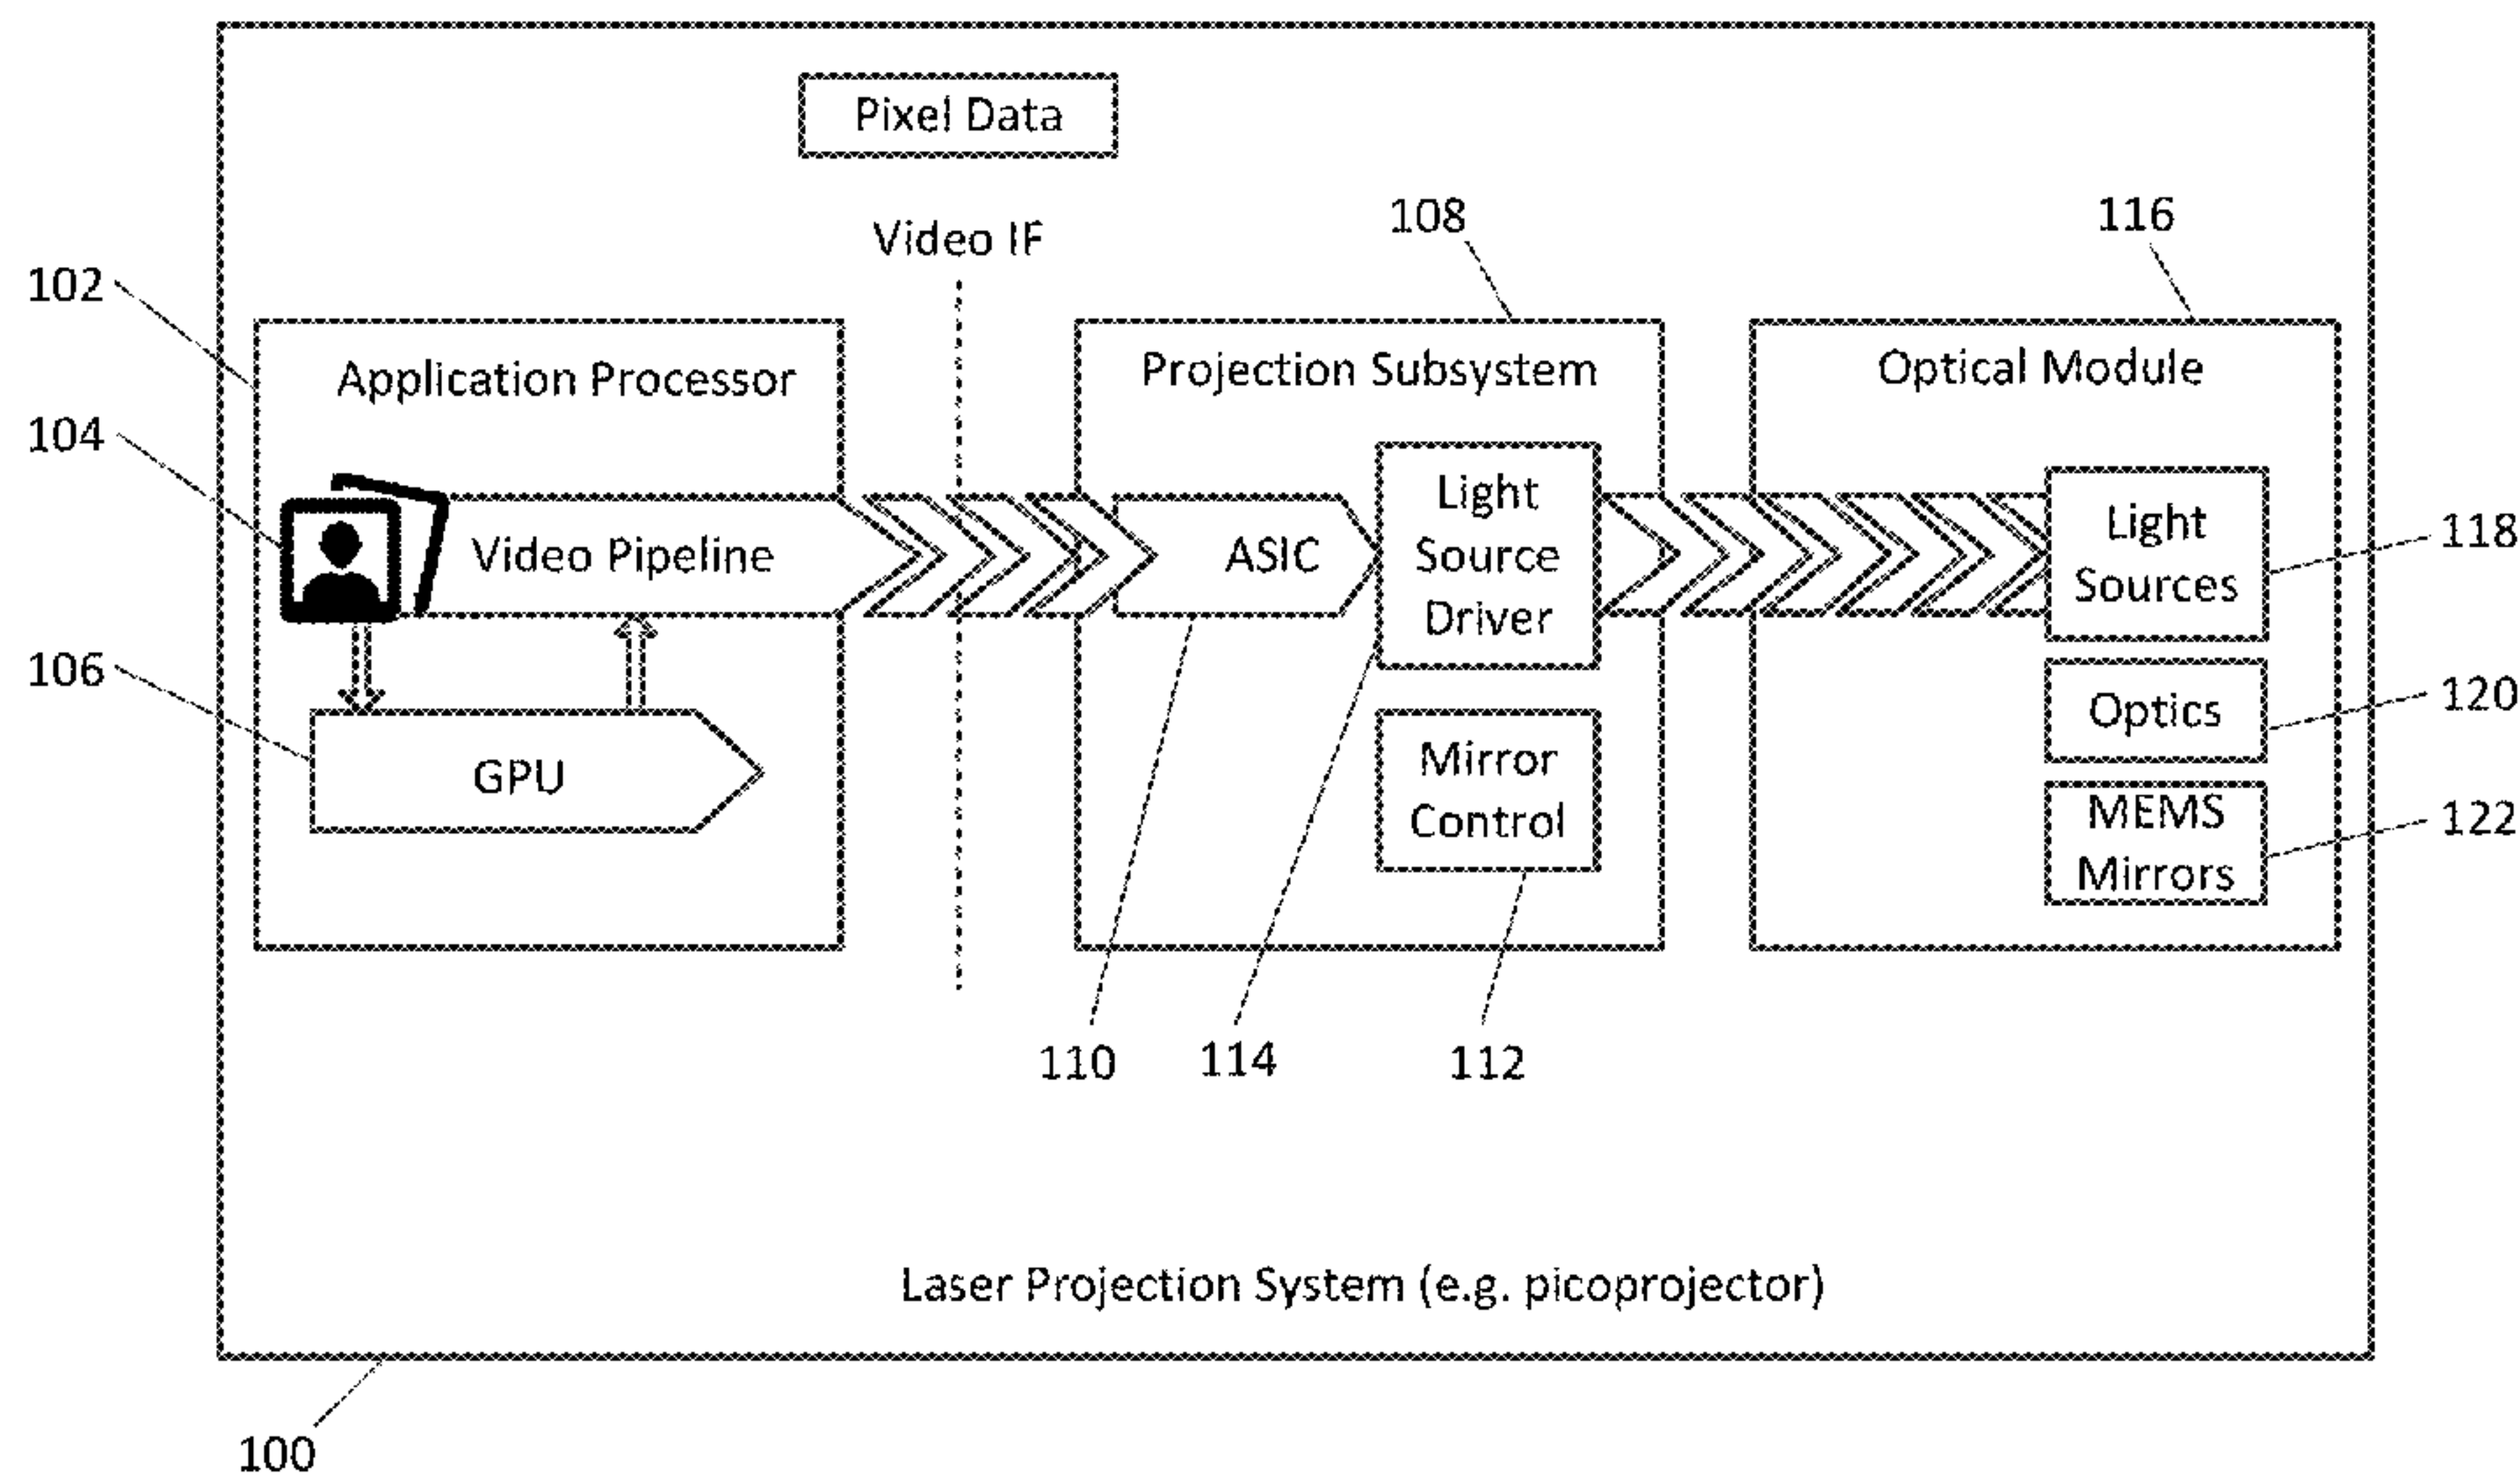 Pixel Data
Video IF
108
116
102
Application Processor
Projection Subsystem
Optical Module
104
Video Pipeline
ASIC
Light
Source
Driver
Light
Sources
118
106
GPU
Mirror
Control
Optics
120
MEMS
Mirrors
122
110
114
112
Laser Projection System (e.g. picoprojector)
100